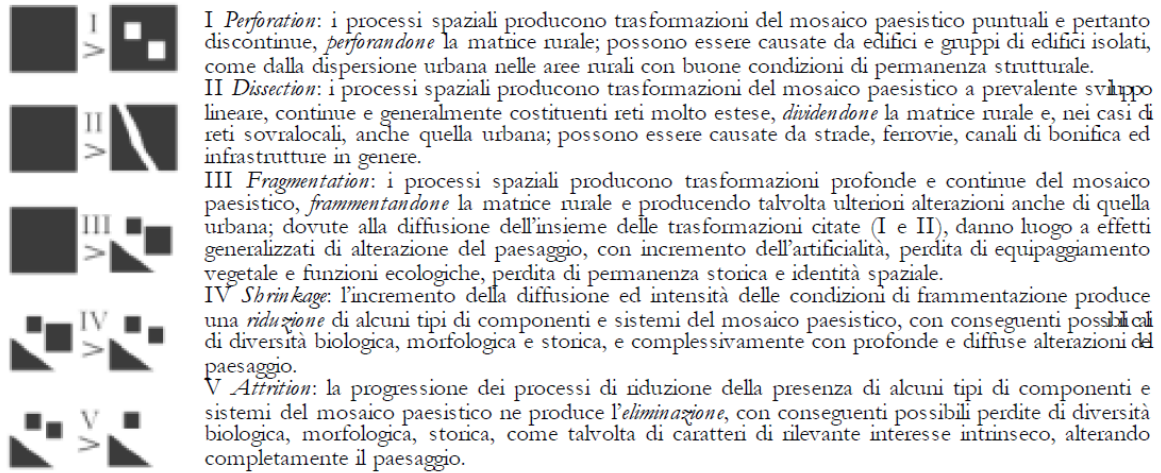 I
>
I Perforation: i processi spaziali producono trasformazioni del mosaico paesistico puntuali e pertanto
discontinue, perforandone la matrice rurale; possono essere causate da edifici e gruppi di edifici isolati,
come dalla dispersione urbana nelle aree rurali con buone condizioni di permanenza strutturale.
II
>
II Dissection: i processi spaziali producono trasformazioni del mosaico paesistico a prevalente sviluppo
lineare, continue e generalmente costituenti reti molto estese, dividendone la matrice rurale e, nei casi di
reti sovralocali, anche quella urbana; possono essere causate da strade, ferrovie, canali di bonifica ed
infrastrutture in genere.
III
>
III Fragmentation: i processi spaziali producono trasformazioni profonde e continue del mosaico
paesistico, frammentandone la matrice rurale e producendo talvolta ulteriori alterazioni anche di quella
urbana; dovute alla diffusione dell'insieme delle trasformazioni citate (I e II), danno luogo a effetti
generalizzati di alterazione del paesaggio, con incremento dell'artificialità, perdita di equipaggiamento
vegetale e funzioni ecologiche, perdita di permanenza storica e identità spaziale.
IV
>
IV Shrinkage: l'incremento della diffusione ed intensità delle condizioni di frammentazione produce
una riduzione di alcuni tipi di componenti e sistemi del mosaico paesistico, con conseguenti
di diversità biologica, morfologica e storica, e complessivamente con profonde e diffuse alterazioni del
paesaggio.
V
>
V Attrition: la progressione dei processi di riduzione della presenza di alcuni tipi di componenti e
sistemi del mosaico paesistico ne produce l'eliminazione, con conseguenti possibili perdite di diversità
biologica, morfologica, storica, come talvolta di caratteri di rilevante interesse intrinseco, alterando
completamente il paesaggio.